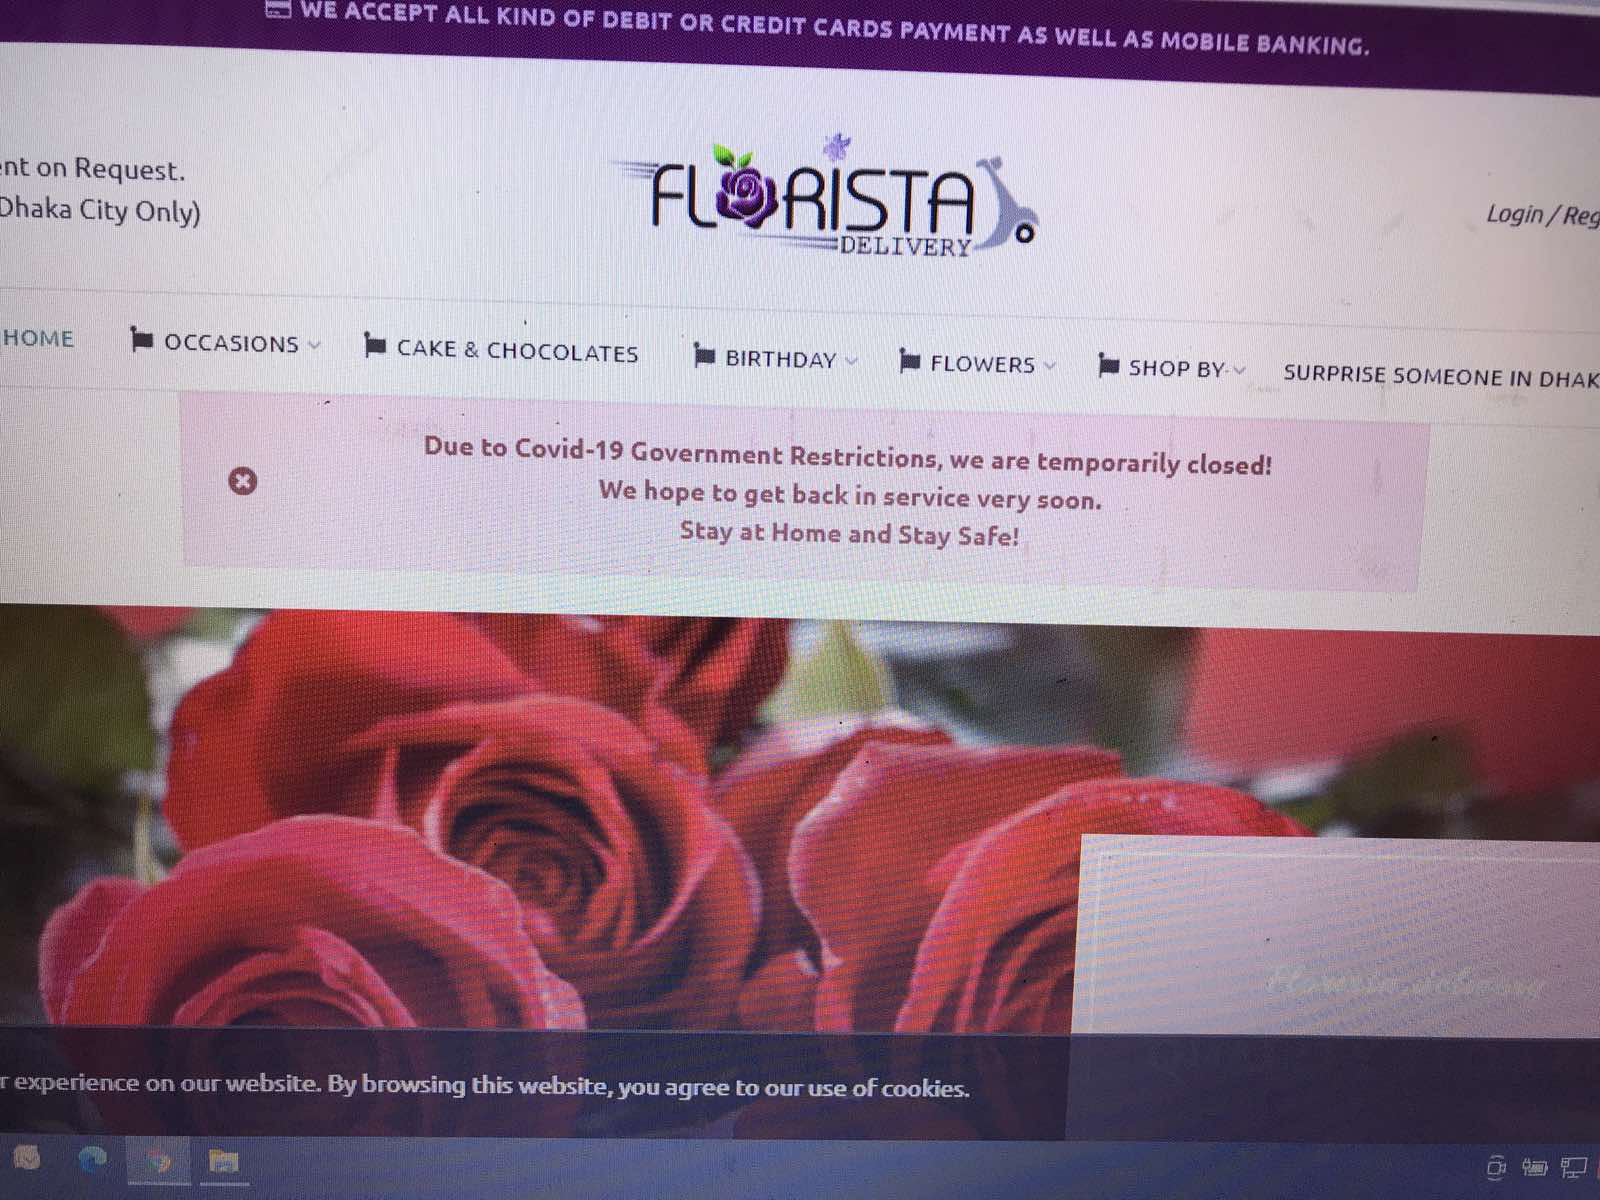 WE ACCEPT ALL KIND OF DEBIT OR CREDIT CARDS PAYMENT AS WELL AS MOBILE BANKING.
nt on Request.
Dhaka City Only)
FLORISTA
DELIVERY
Login / Reg
HOME OCCASIONS CAKE & CHOCOLATES BIRTHDAY FLOWERS SHOP BY SURPRISE SOMEONE IN DHAK
Due to Covid-19 Government Restrictions, we are temporarily closed!
We hope to get back in service very soon.
Stay at Home and Stay Safe!
r experience on our website. By browsing this website, you agree to our use of cookies.